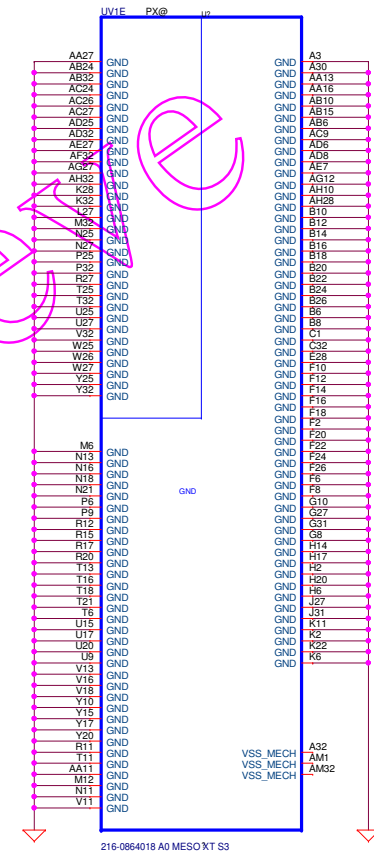 UV1E PX@ U?
AA27 GND GND A3
AB24 GND GND A30
AB32 GND GND AA13
AC24 GND GND AA16
AC26 GND GND AB10
AC27 GND GND AB15
AD25 GND GND AB6
AD32 GND GND AC9
AE27 GND GND AD6
AF32 GND GND AD8
AG27 GND GND AE7
AH32 GND GND AG12
K28 GND GND AH10
K32 GND GND AH28
L27 GND GND B10
M32 GND GND B12
N25 GND GND B14
N27 GND GND B16
P25 GND GND B18
P32 GND GND B20
R27 GND GND B22
T25 GND GND B24
T32 GND GND B26
U25 GND GND B6
U27 GND GND B8
V32 GND GND C1
W25 GND GND C32
W26 GND GND E28
W27 GND GND F10
Y25 GND GND F12
Y32 GND GND F14
GND F16
GND F18
GND F2
GND F20
M6 GND GND F22
N13 GND GND F24
N16 GND GND F26
N18 GND GND F6
N21 GND GND GND F8
P6 GND GND G10
P9 GND GND G27
R12 GND GND G31
R15 GND GND G8
R17 GND GND H14
R20 GND GND H17
T13 GND GND H2
T16 GND GND H20
T18 GND GND H6
T21 GND GND J27
T6 GND GND J31
U15 GND GND K11
U17 GND GND K2
U20 GND GND K22
U9 GND GND K6
V13 GND
V16 GND
V18 GND
Y10 GND
Y15 GND
Y17 GND
Y20 GND
R11 GND VSS_MECH A32
T11 GND VSS_MECH AM1
AA11 GND VSS_MECH AM32
M12 GND
N11 GND
V11 GND
216-0864018 A0 MESO XT S3